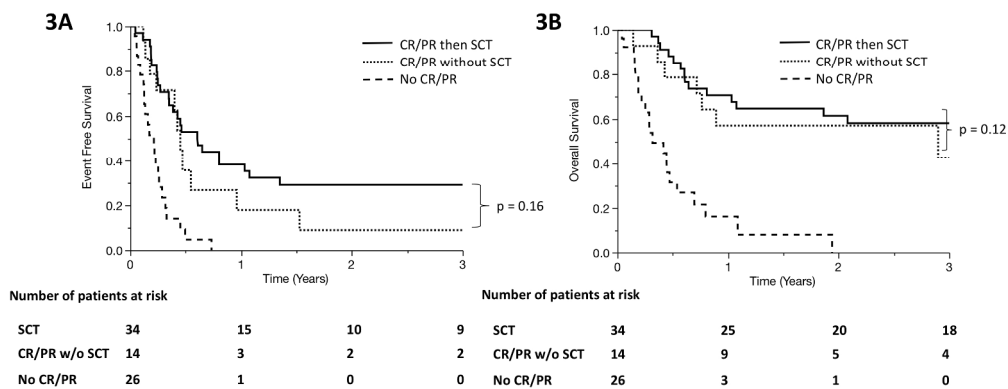 3A
Event Free Survival
1.0
0.8
0.6
0.4
0.2
0.0
0 1 2 3
Time (Years)
CR/PR then SCT
CR/PR without SCT
No CR/PR
p = 0.16
Number of patients at risk
SCT 34 15 10 9
CR/PR w/o SCT 14 3 2 2
No CR/PR 26 1 0 0
3B
Overall Survival
1.0
0.8
0.6
0.4
0.2
0.0
0 1 2 3
Time (Years)
CR/PR then SCT
CR/PR without SCT
No CR/PR
p = 0.12
Number of patients at risk
SCT 34 25 20 18
CR/PR w/o SCT 14 9 5 4
No CR/PR 26 3 1 0